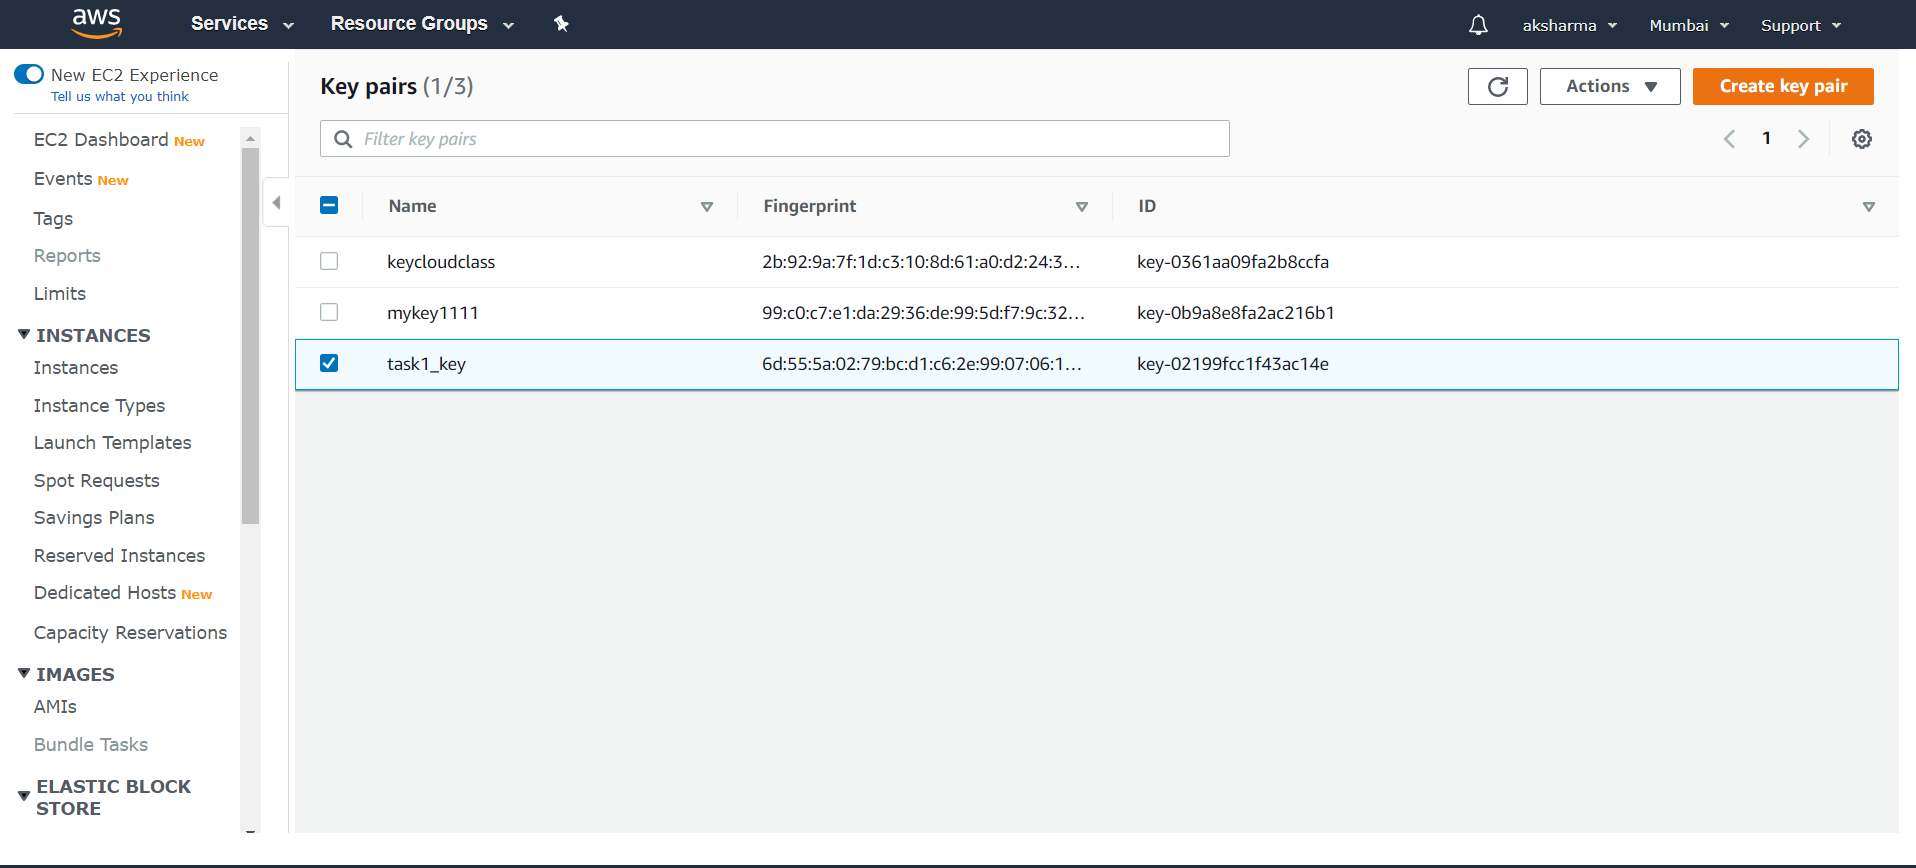 aws Services Resource Groups aksharma Mumbai Support
New EC2 Experience
Tell us what you think
EC2 Dashboard New
Events New
Tags
Reports
Limits
INSTANCES
Instances
Instance Types
Launch Templates
Spot Requests
Savings Plans
Reserved Instances
Dedicated Hosts New
Capacity Reservations
IMAGES
AMIs
Bundle Tasks
ELASTIC BLOCK
STORE
Key pairs (1/3)
Actions
Create key pair
Filter key pairs
1
Name Fingerprint ID
keycloudclass 2b:92:9a:7f:1d:c3:10:8d:61:a0:d2:24:3... key-0361aa09fa2b8ccfa
mykey1111 99:c0:c7:e1:da:29:36:de:99:5d:f7:9c:32... key-0b9a8e8fa2ac216b1
task1_key 6d:55:5a:02:79:bc:d1:c6:2e:99:07:06:1... key-02199fcc1f43ac14e